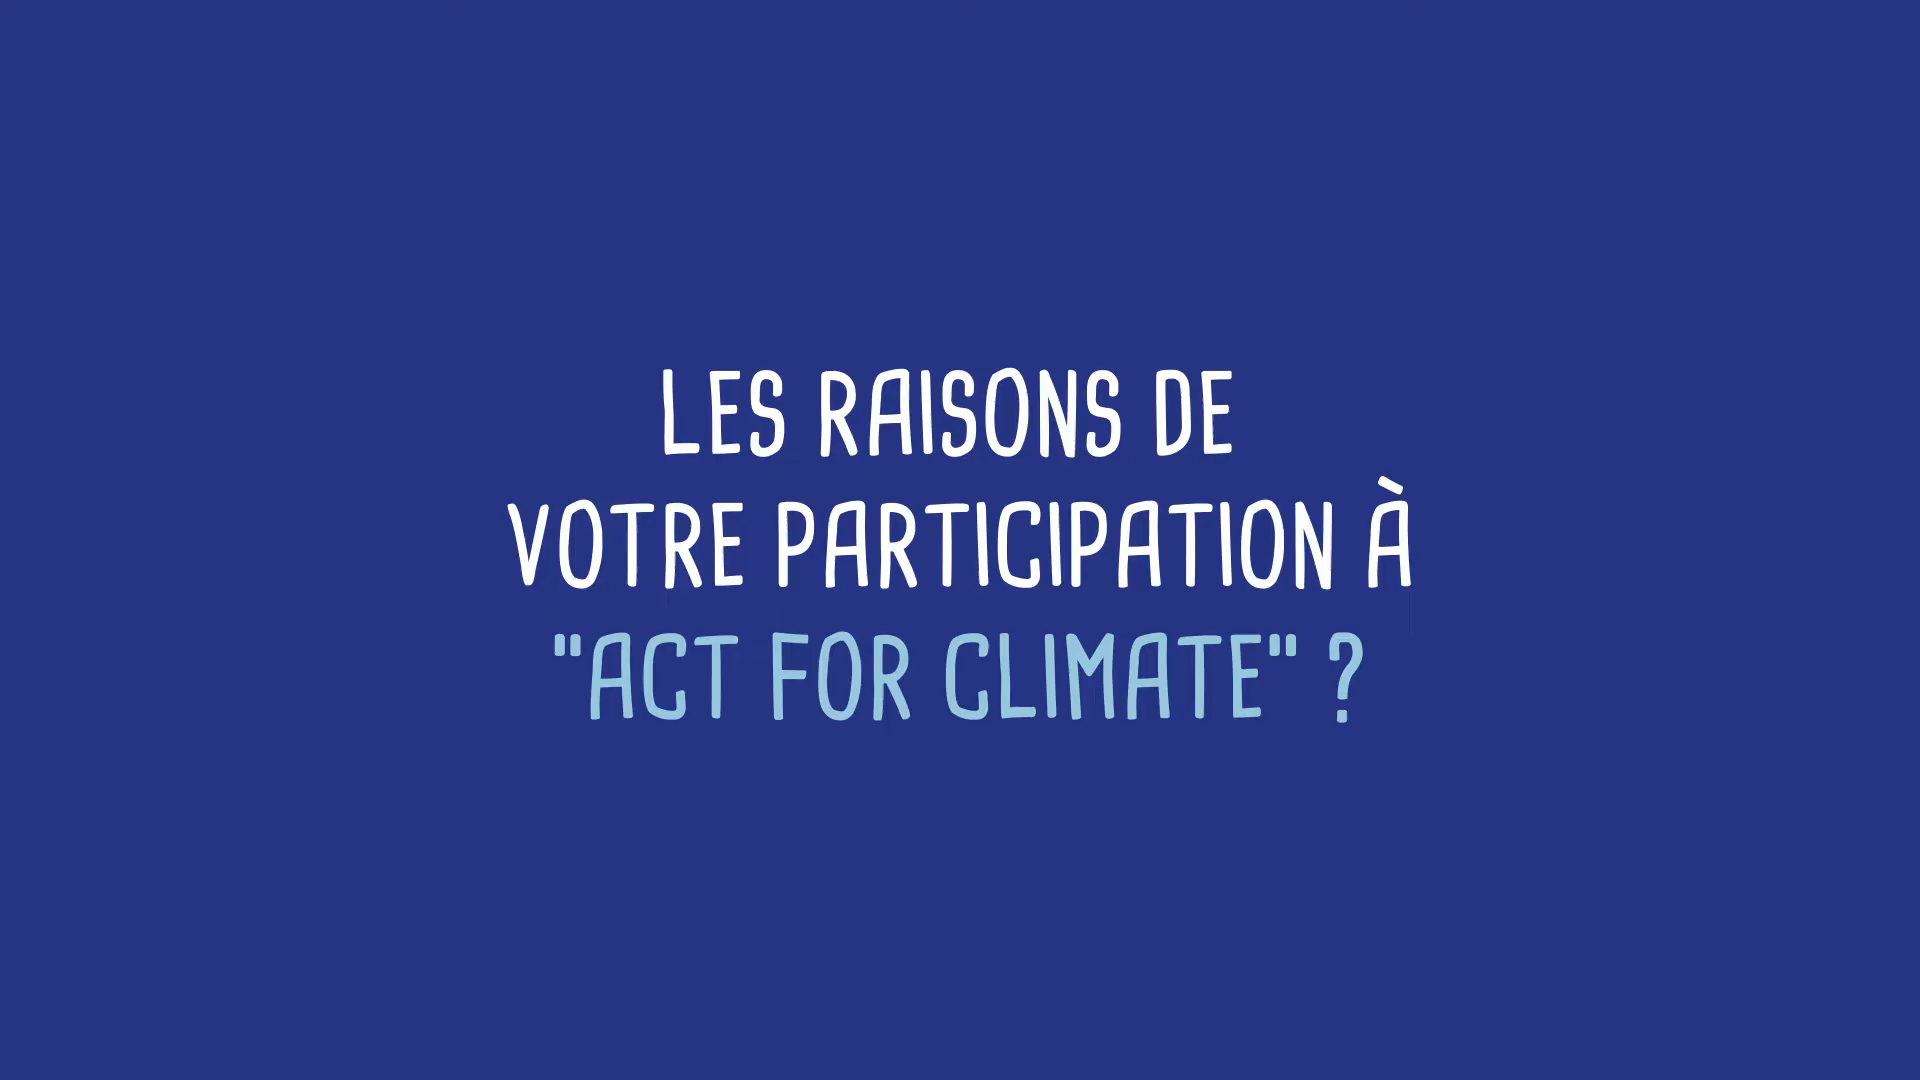 LES RAISONS DE
VOTRE PARTICIPATION À
"ACT FOR CLIMATE" ?